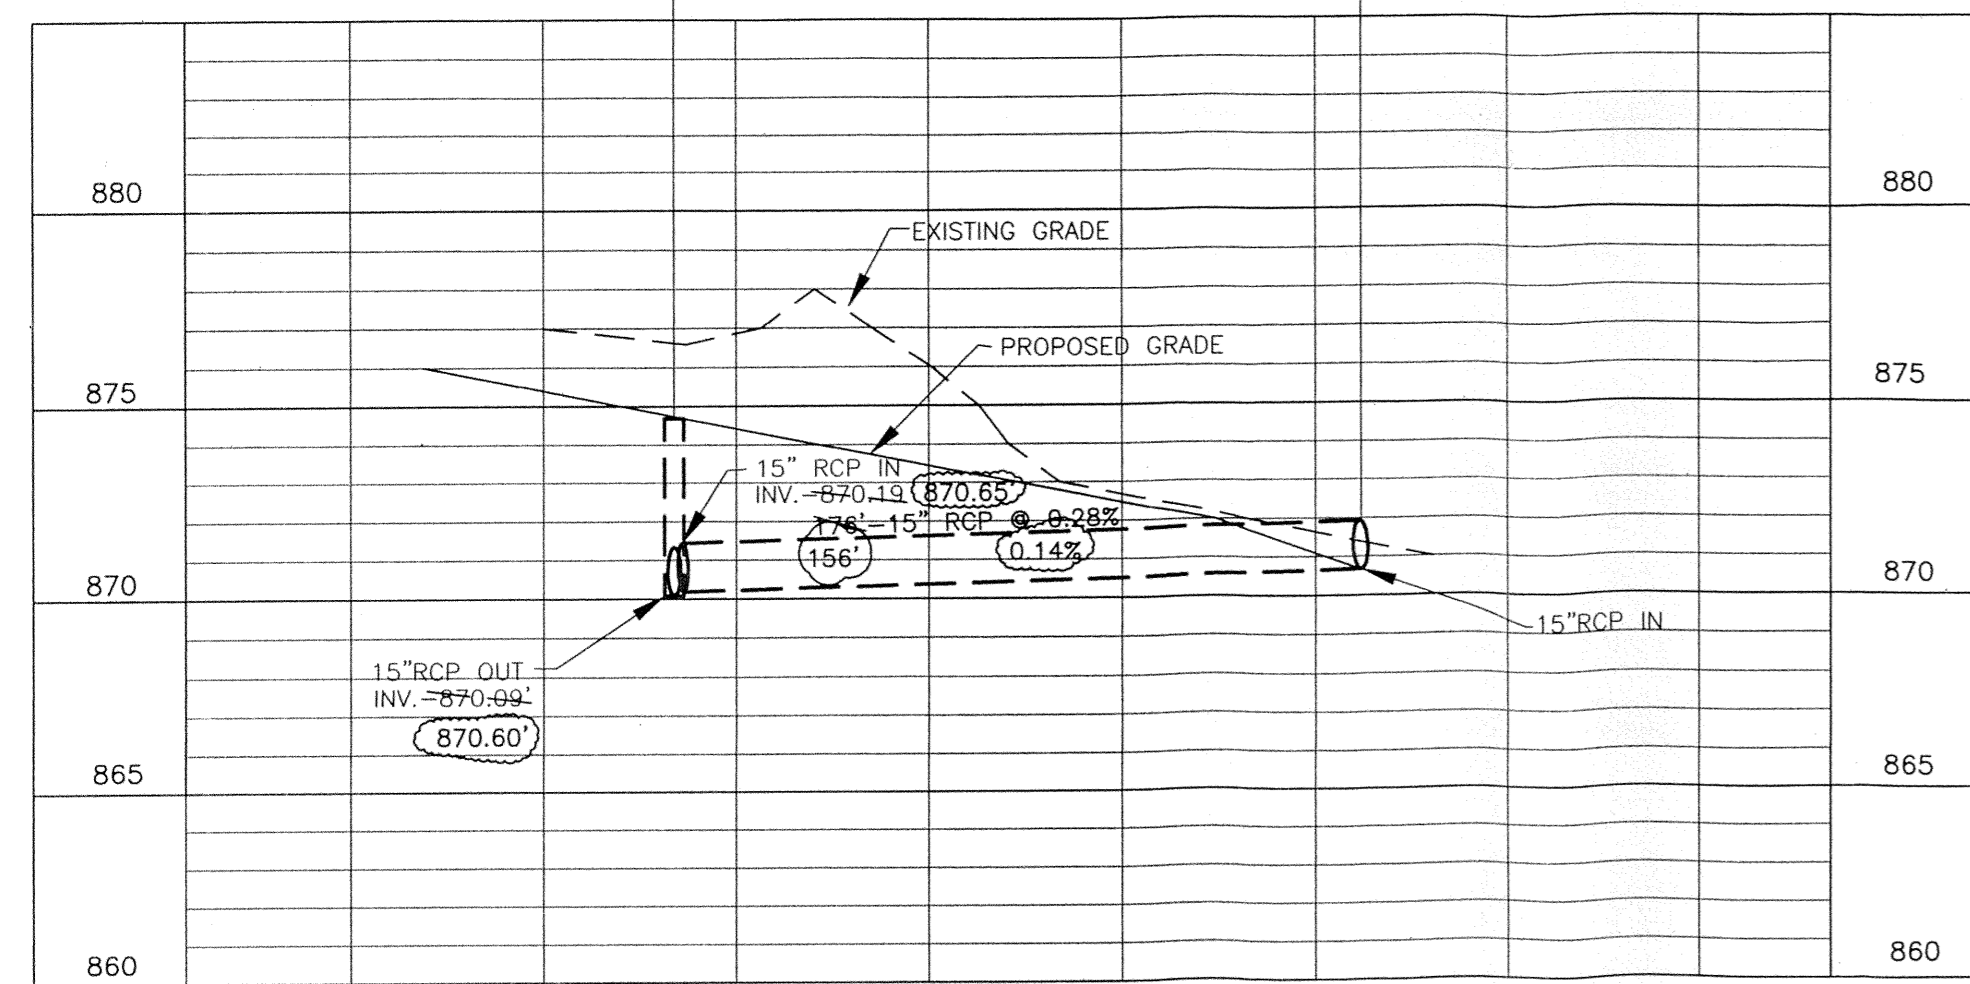 880
880
EXISTING GRADE
PROPOSED GRADE
875
875
15" RCP IN
INV. 870.19 870.65'
176'-15" RCP @ 0.28%
156'
0.14%
870
870
15"RCP IN
15"RCP OUT
INV. 870.09'
870.60'
865
865
860
860